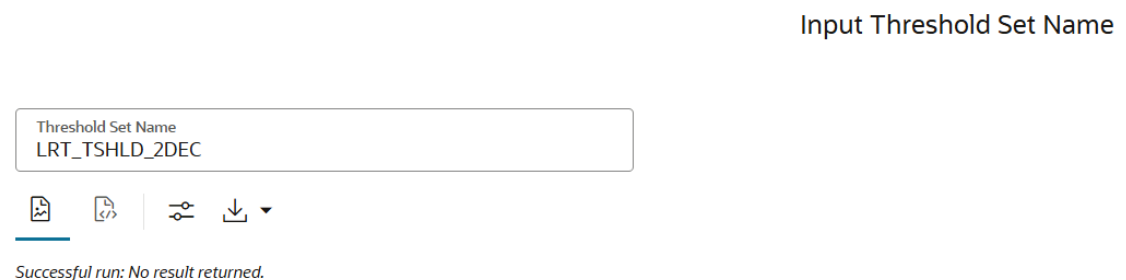 Input Threshold Set Name
Threshold Set Name
LRT_TSHLD_2DEC
Successful run: No result returned.